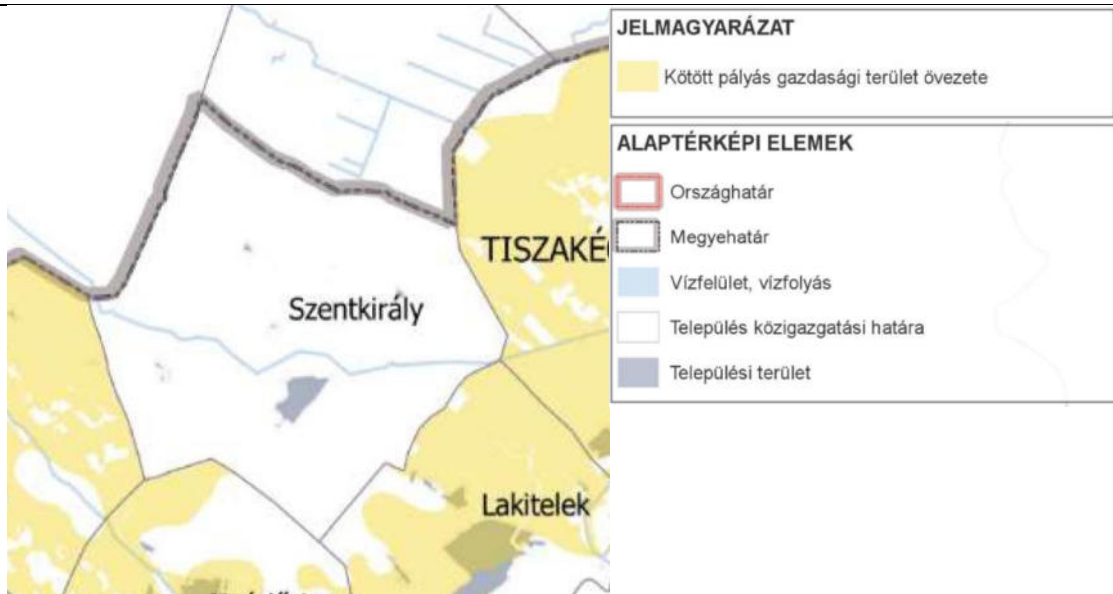 TISZAKÉ
Szentkirály
Lakitelek
JELMAGYARÁZAT
Kötött pályás gazdasági terület övezete
ALAPTÉRKÉPI ELEMEK
Országhatár
Megyehatár
Vízfelület, vízfolyás
Település közigazgatási határa
Települési terület